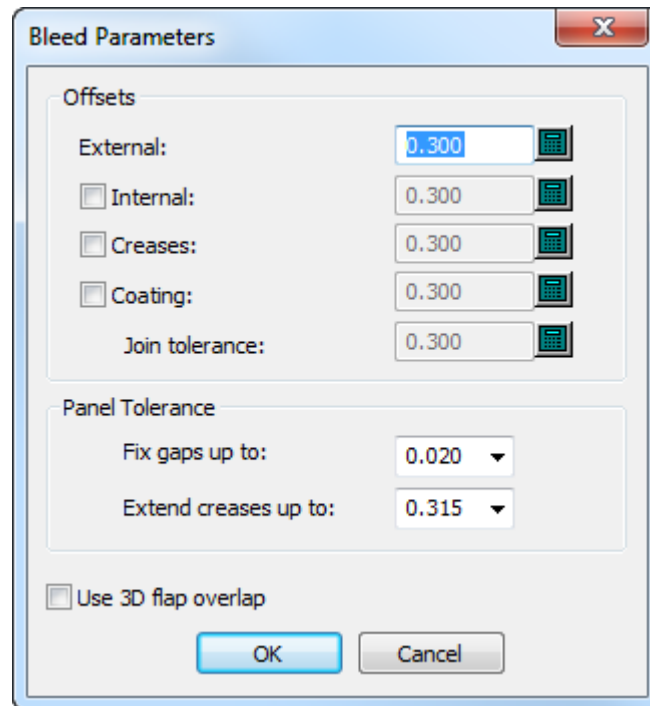 Bleed Parameters
Offsets
External: 0.300
Internal: 0.300
Creases: 0.300
Coating: 0.300
Join tolerance: 0.300
Panel Tolerance
Fix gaps up to: 0.020
Extend creases up to: 0.315
Use 3D flap overlap
OK Cancel